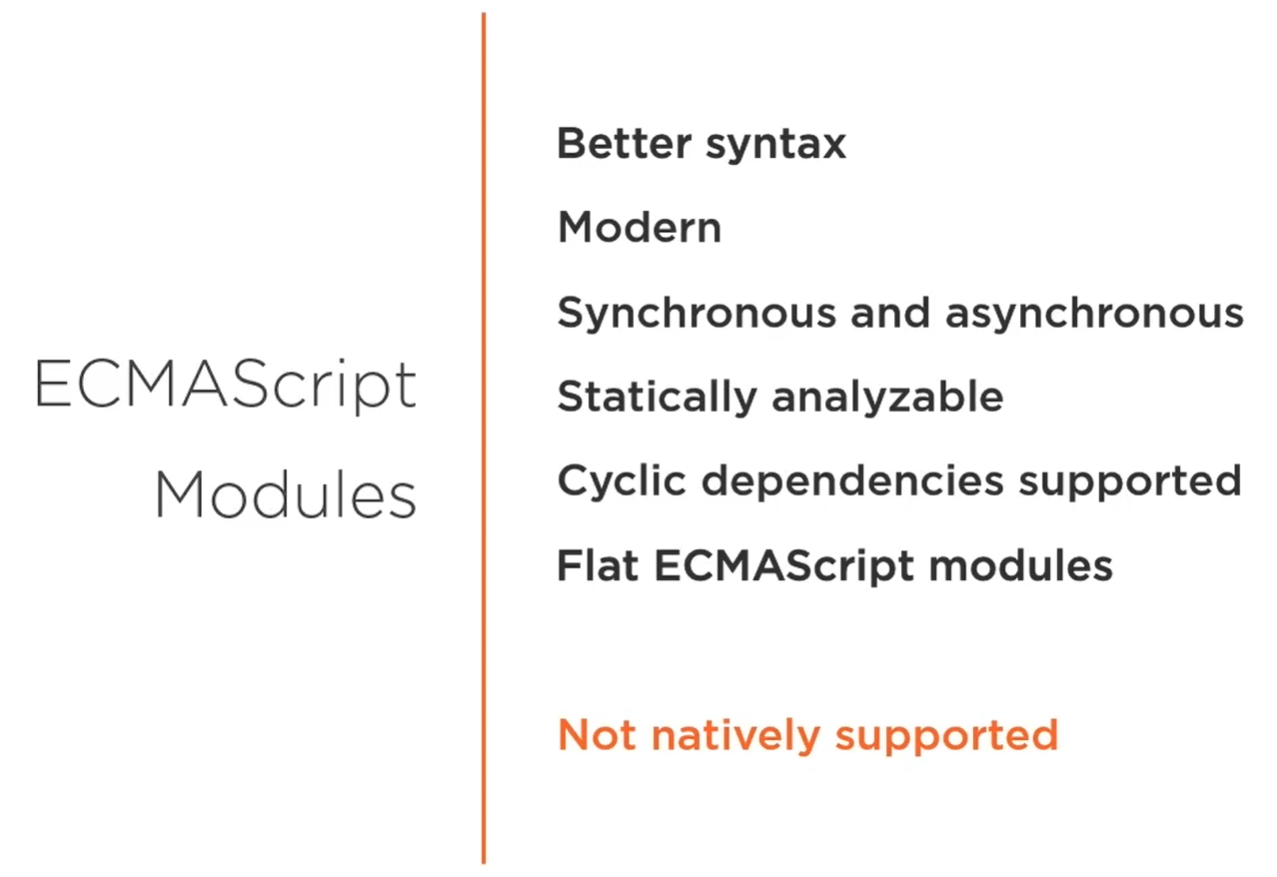 ECMAScript
Modules
Better syntax
Modern
Synchronous and asynchronous
Statically analyzable
Cyclic dependencies supported
Flat ECMAScript modules
Not natively supported